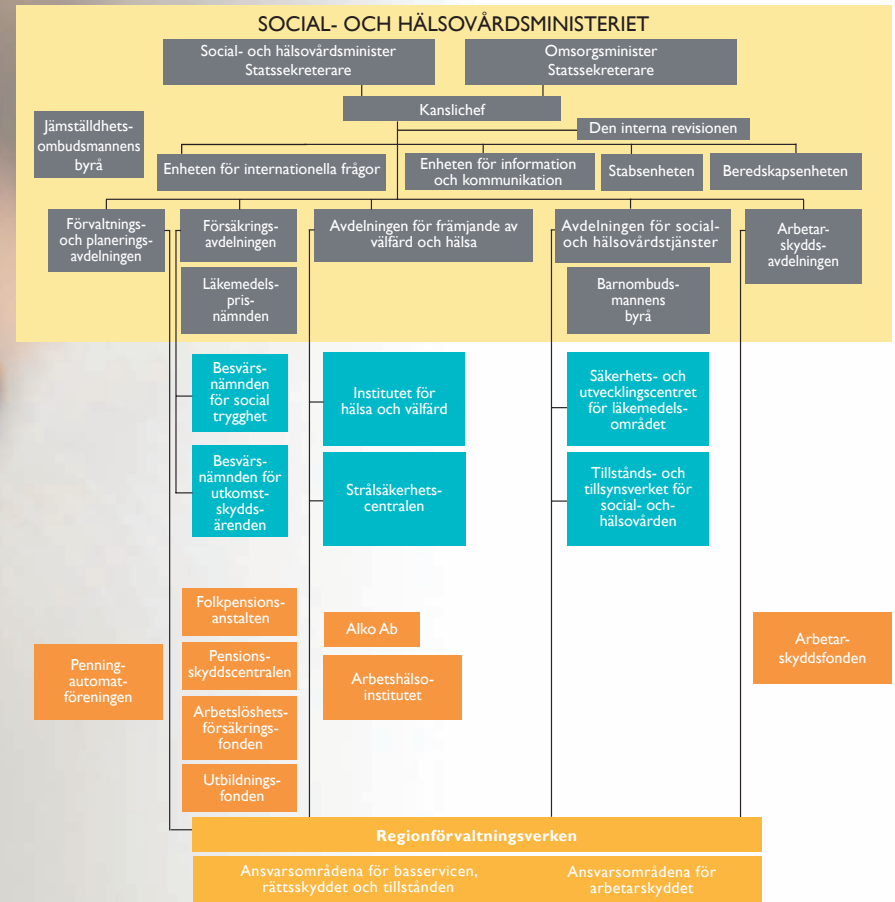 SOCIAL- OCH HÄLSOVÅRDSMINISTERIET
Social- och hälsovårdsminister
Statssekreterare
Omsorgsminister
Statssekreterare
Kanslichef
Jämställdhets-
ombudsmannens
byrå
Den interna revisionen
Enheten för internationella frågor
Enheten för information
och kommunikation
Stabsenheten
Beredskapsenheten
Förvaltnings-
och planerings-
avdelningen
Försäkrings-
avdelningen
Avdelningen för främjande av
välfärd och hälsa
Avdelningen för social-
och hälsovårdstjänster
Arbetar-
skydds-
avdelningen
Läkemedels-
pris-
nämnden
Barnombuds-
mannens
byrå
Besvärs-
nämnden
för social
trygghet
Institutet för
hälsa och välfärd
Säkerhets- och
utvecklingscentret
för läkemedels-
området
Besvärs-
nämnden för
utkomst-
skydds-
ärenden
Strålsäkerhets-
centralen
Tillstånds- och
tillsynsverket för
social- och-
hälsovården
Folkpensions-
anstalten
Alko Ab
Arbetar-
skyddsfonden
Penning-
automat-
föreningen
Pensions-
skyddscentralen
Arbetshälso-
institutet
Arbetslöshets-
försäkrings-
fonden
Utbildnings-
fonden
Regionförvaltningsverken
Ansvarsområdena för basservicen,
rättsskyddet och tillstånden
Ansvarsområdena för
arbetarskyddet